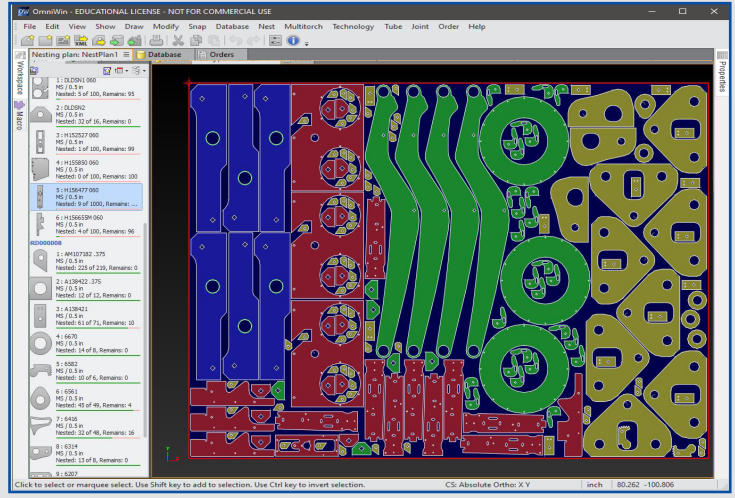 OmniWin - EDUCATIONAL LICENSE - NOT FOR COMMERCIAL USE
File Edit View Show Draw Modify Snap Database Nest Multitorch Technology Tube Joint Order Help
Nesting plan: NestPlan1
Database
Orders
Workspace
Macro
Properties
1 : DLDSN1 060
MS / 0.5 in
Nested: 5 of 100, Remains: 95
2 : DLDSN2
MS / 0.5 in
Nested: 32 of 16, Remains: 0
3 : H152527 060
MS / 0.5 in
Nested: 1 of 100, Remains: 99
4 : H155850 060
MS / 0.5 in
Nested: 0 of 100, Remains: 100
5 : H156477 060
MS / 0.5 in
Nested: 9 of 1000, Remains: ...
6 : H156655M 060
MS / 0.5 in
Nested: 4 of 100, Remains: 96
RD000008
1 : AM107182 .375
MS / 0.5 in
Nested: 225 of 219, Remains: 0
2 : A138422 .375
MS / 0.5 in
Nested: 12 of 12, Remains: 0
3 : A138421
MS / 0.5 in
Nested: 61 of 71, Remains: 10
4 : 6670
MS / 0.5 in
Nested: 14 of 8, Remains: 0
5 : 6582
MS / 0.5 in
Nested: 10 of 6, Remains: 0
6 : 6561
MS / 0.5 in
Nested: 45 of 49, Remains: 4
7 : 6416
MS / 0.5 in
Nested: 32 of 48, Remains: 16
8 : 6314
MS / 0.5 in
Nested: 13 of 8, Remains: 0
9 : 6207
Click to select or marquee select. Use Shift key to add to selection. Use Ctrl key to invert selection. CS: Absolute Ortho: X Y inch 80.262 -100.806